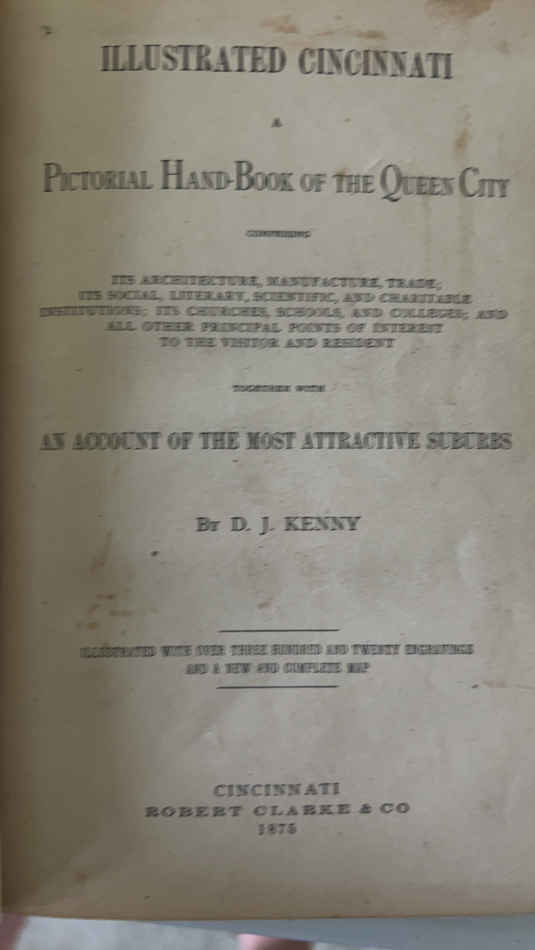 ILLUSTRATED CINCINNATI
A
PICTORIAL HAND-BOOK OF THE QUEEN CITY
COMPRISING
ITS ARCHITECTURE, MANUFACTURE, TRADE;
ITS SOCIAL, LITERARY, SCIENTIFIC, AND CHARITABLE
INSTITUTIONS; ITS CHURCHES, SCHOOLS, AND COLLEGES; AND
ALL OTHER PRINCIPAL POINTS OF INTEREST
TO THE VISITOR AND RESIDENT
TOGETHER WITH
AN ACCOUNT OF THE MOST ATTRACTIVE SUBURBS
BY D. J. KENNY
ILLUSTRATED WITH OVER THREE HUNDRED AND TWENTY ENGRAVINGS
AND A NEW AND COMPLETE MAP
CINCINNATI
ROBERT CLARKE & CO
1875